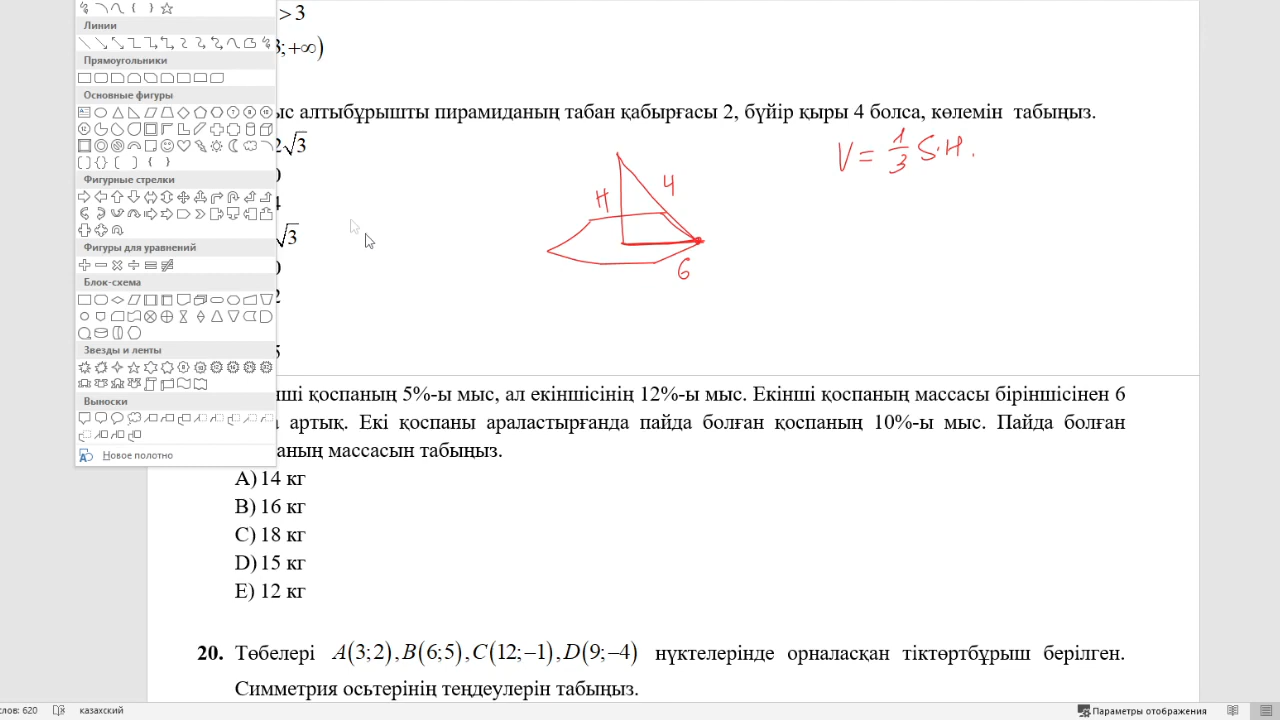 > 3
Линии
3;+∞)
Прямоугольники
Основные фигуры
ыс алтыбұрышты пирамиданың табан қабырғасы 2, бүйір қыры 4 болса, көлемін табыңыз.
2√3
V = 1/3 S·H.
H
4
Фигурные стрелки
4
√3
Фигуры для уравнений
6
Блок-схема
2
Звезды и ленты
5
нші қоспаның 5%-ы мыс, ал екіншісінің 12%-ы мыс. Екінші қоспаның массасы біріншісінен 6
Выноски
артық. Екі қоспаны араластырғанда пайда болған қоспаның 10%-ы мыс. Пайда болған
Новое полотно
аның массасын табыңыз.
A) 14 кг
B) 16 кг
C) 18 кг
D) 15 кг
E) 12 кг
20. Төбелері A(3;2), B(6;5), C(12;−1), D(9;−4) нүктелерінде орналасқан тіктөртбұрыш берілген.
Симметрия осьтерінің теңдеулерін табыңыз.
слов: 620 казахский Параметры отображения